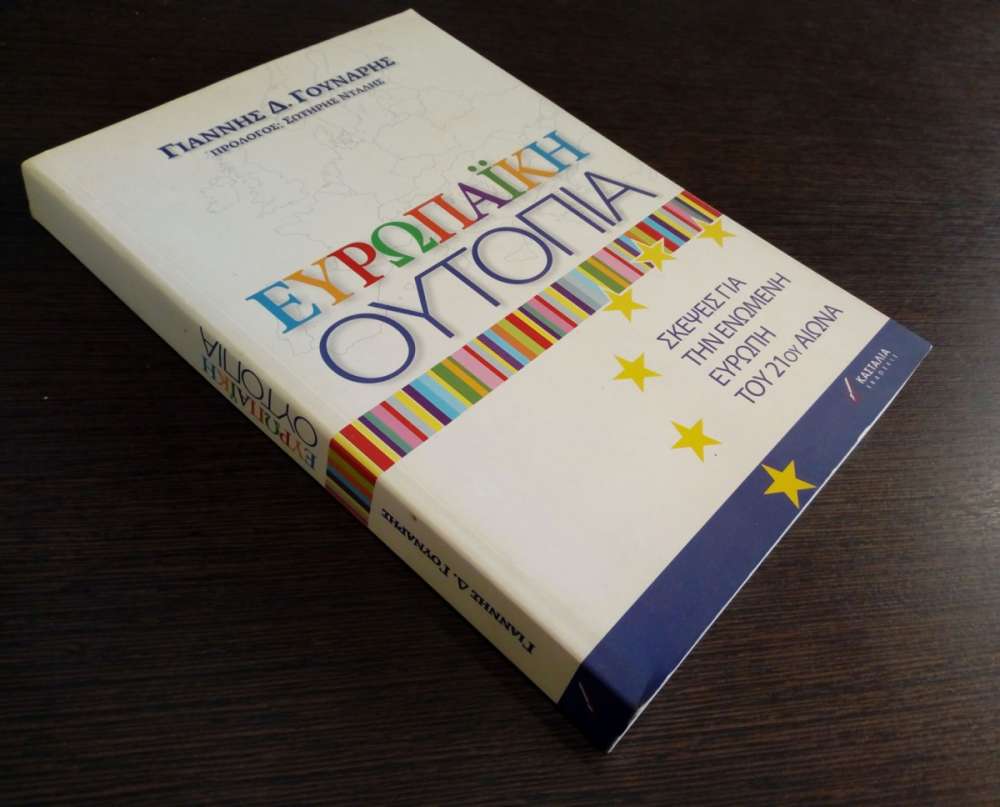 ΓΙΑΝΝΗΣ Δ. ΓΟΥΝΑΡΗΣ
ΠΡΟΛΟΓΟΣ: ΣΩΤΗΡΗΣ ΝΤΑΛΗΣ
ΕΥΡΩΠΑΪΚΗ
ΟΥΤΟΠΙΑ
ΣΚΕΨΕΙΣ ΓΙΑ
ΤΗΝ ΕΝΩΜΕΝΗ
ΕΥΡΩΠΗ
ΤΟΥ 21ου ΑΙΩΝΑ
ΚΑΣΤΑΛΙΑ
ΕΚΔΟΣΕΙΣ
ΕΥΡΩΠΑΪΚΗ
ΟΥΤΟΠΙΑ
ΓΙΑΝΝΗΣ Δ. ΓΟΥΝΑΡΗΣ